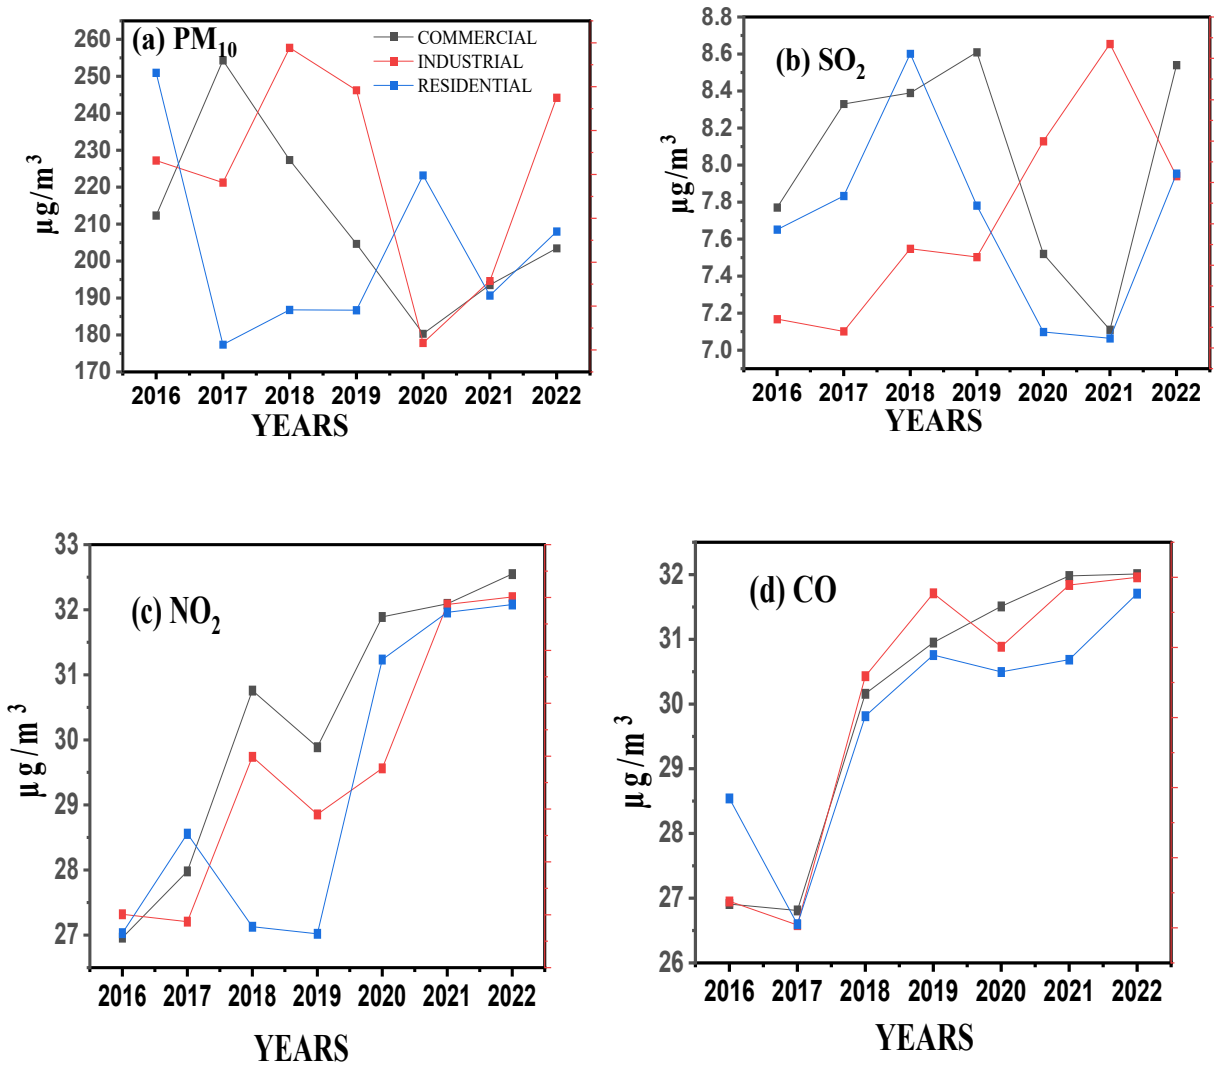 (a) PM10
COMMERCIAL
INDUSTRIAL
RESIDENTIAL
260
250
240
230
220
210
200
190
180
170
µg/m³
2016 2017 2018 2019 2020 2021 2022
YEARS
(b) SO2
8.8
8.6
8.4
8.2
8.0
7.8
7.6
7.4
7.2
7.0
µg/m³
2016 2017 2018 2019 2020 2021 2022
YEARS
(c) NO2
33
32
31
30
29
28
27
µg/m³
2016 2017 2018 2019 2020 2021 2022
YEARS
(d) CO
32
31
30
29
28
27
26
µg/m³
2016 2017 2018 2019 2020 2021 2022
YEARS